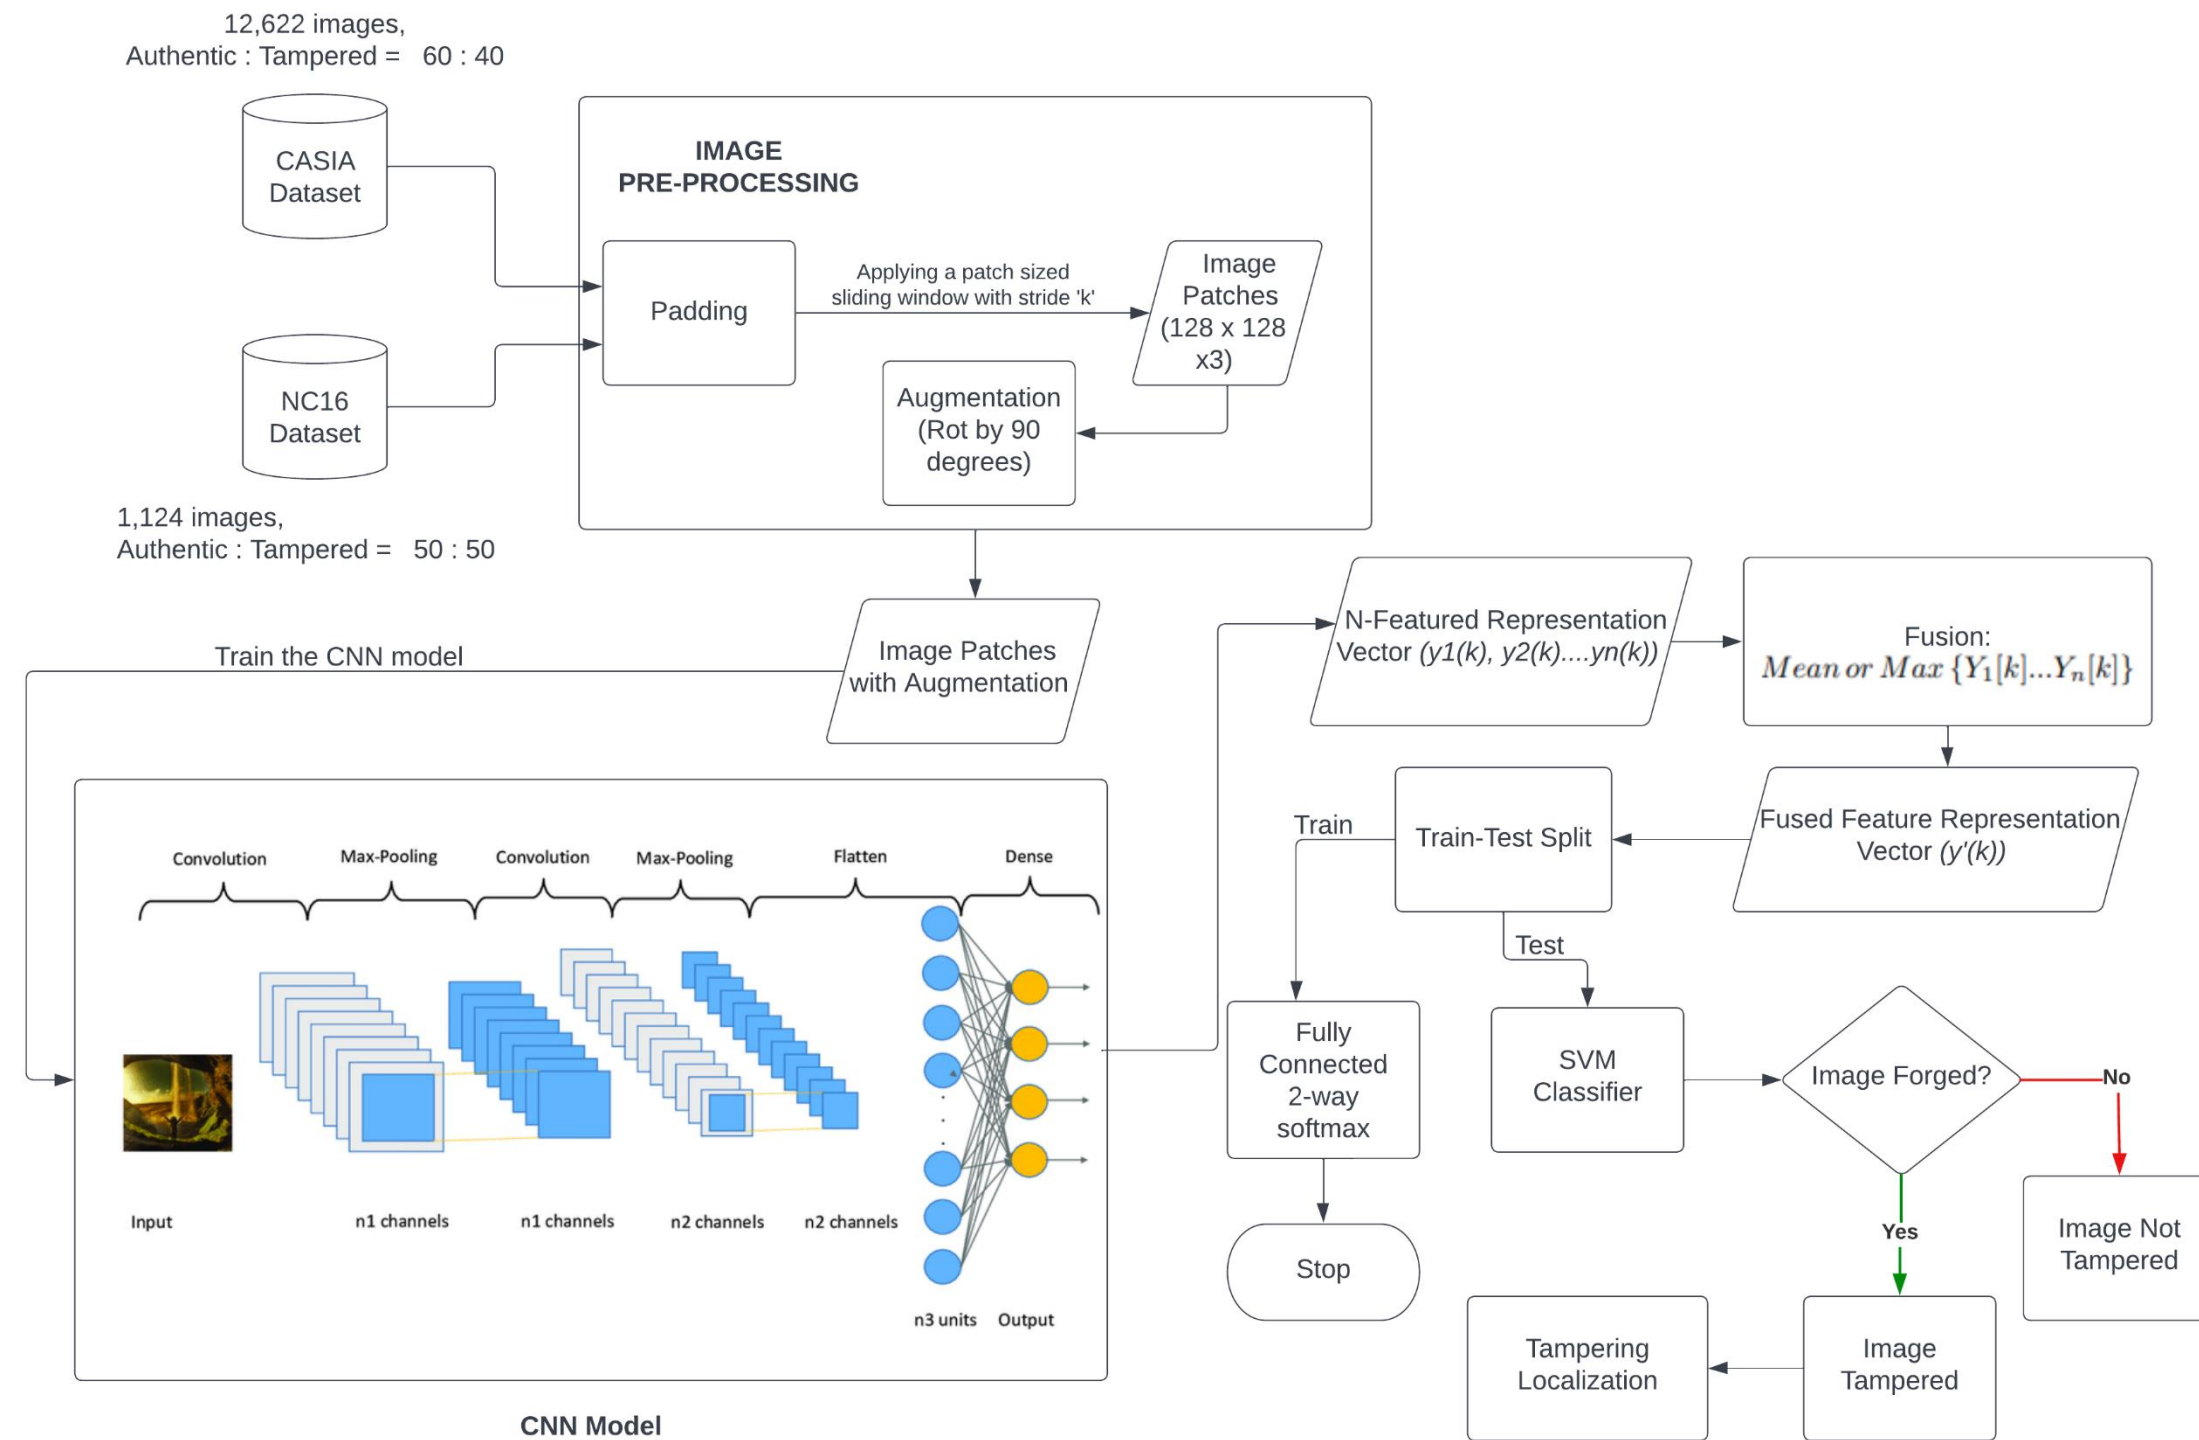 12,622 images,
Authentic : Tampered = 60 : 40
CASIA
Dataset
NC16
Dataset
1,124 images,
Authentic : Tampered = 50 : 50
IMAGE
PRE-PROCESSING
Padding
Applying a patch sized
sliding window with stride 'k'
Image
Patches
(128 x 128
x3)
Augmentation
(Rot by 90
degrees)
Image Patches
with Augmentation
Train the CNN model
Convolution
Max-Pooling
Convolution
Max-Pooling
Flatten
Dense
Input
n1 channels
n1 channels
n2 channels
n2 channels
n3 units
Output
CNN Model
N-Featured Representation
Vector (y1(k), y2(k)....yn(k))
Fusion:
Mean or Max {Y₁[k]...Yₙ[k]}
Fused Feature Representation
Vector (y'(k))
Train-Test Split
Train
Test
Fully
Connected
2-way
softmax
Stop
SVM
Classifier
Image Forged?
No
Yes
Image Not
Tampered
Image
Tampered
Tampering
Localization